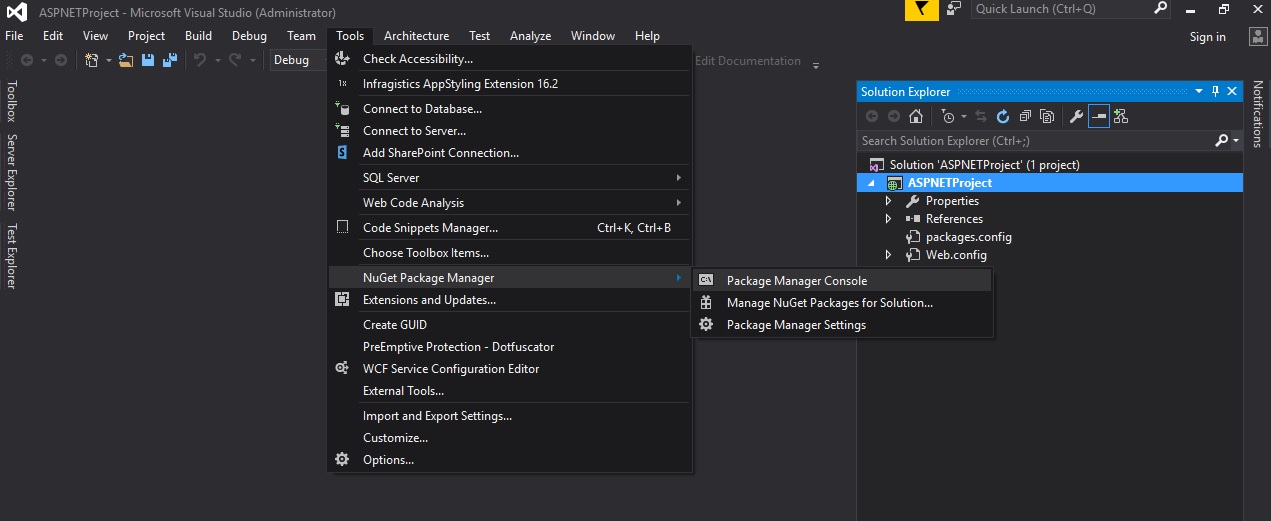 ASPNETProject - Microsoft Visual Studio (Administrator)
Quick Launch (Ctrl+Q)
File Edit View Project Build Debug Team Tools Architecture Test Analyze Window Help
Sign in
Debug
Edit Documentation
Toolbox
Server Explorer
Test Explorer
Check Accessibility...
1x Infragistics AppStyling Extension 16.2
Connect to Database...
Connect to Server...
Add SharePoint Connection...
SQL Server
Web Code Analysis
Code Snippets Manager... Ctrl+K, Ctrl+B
Choose Toolbox Items...
NuGet Package Manager
Extensions and Updates...
Create GUID
PreEmptive Protection - Dotfuscator
WCF Service Configuration Editor
External Tools...
Import and Export Settings...
Customize...
Options...
C:\ Package Manager Console
Manage NuGet Packages for Solution...
Package Manager Settings
Solution Explorer
Search Solution Explorer (Ctrl+;)
Solution 'ASPNETProject' (1 project)
ASPNETProject
Properties
References
packages.config
Web.config
Notifications